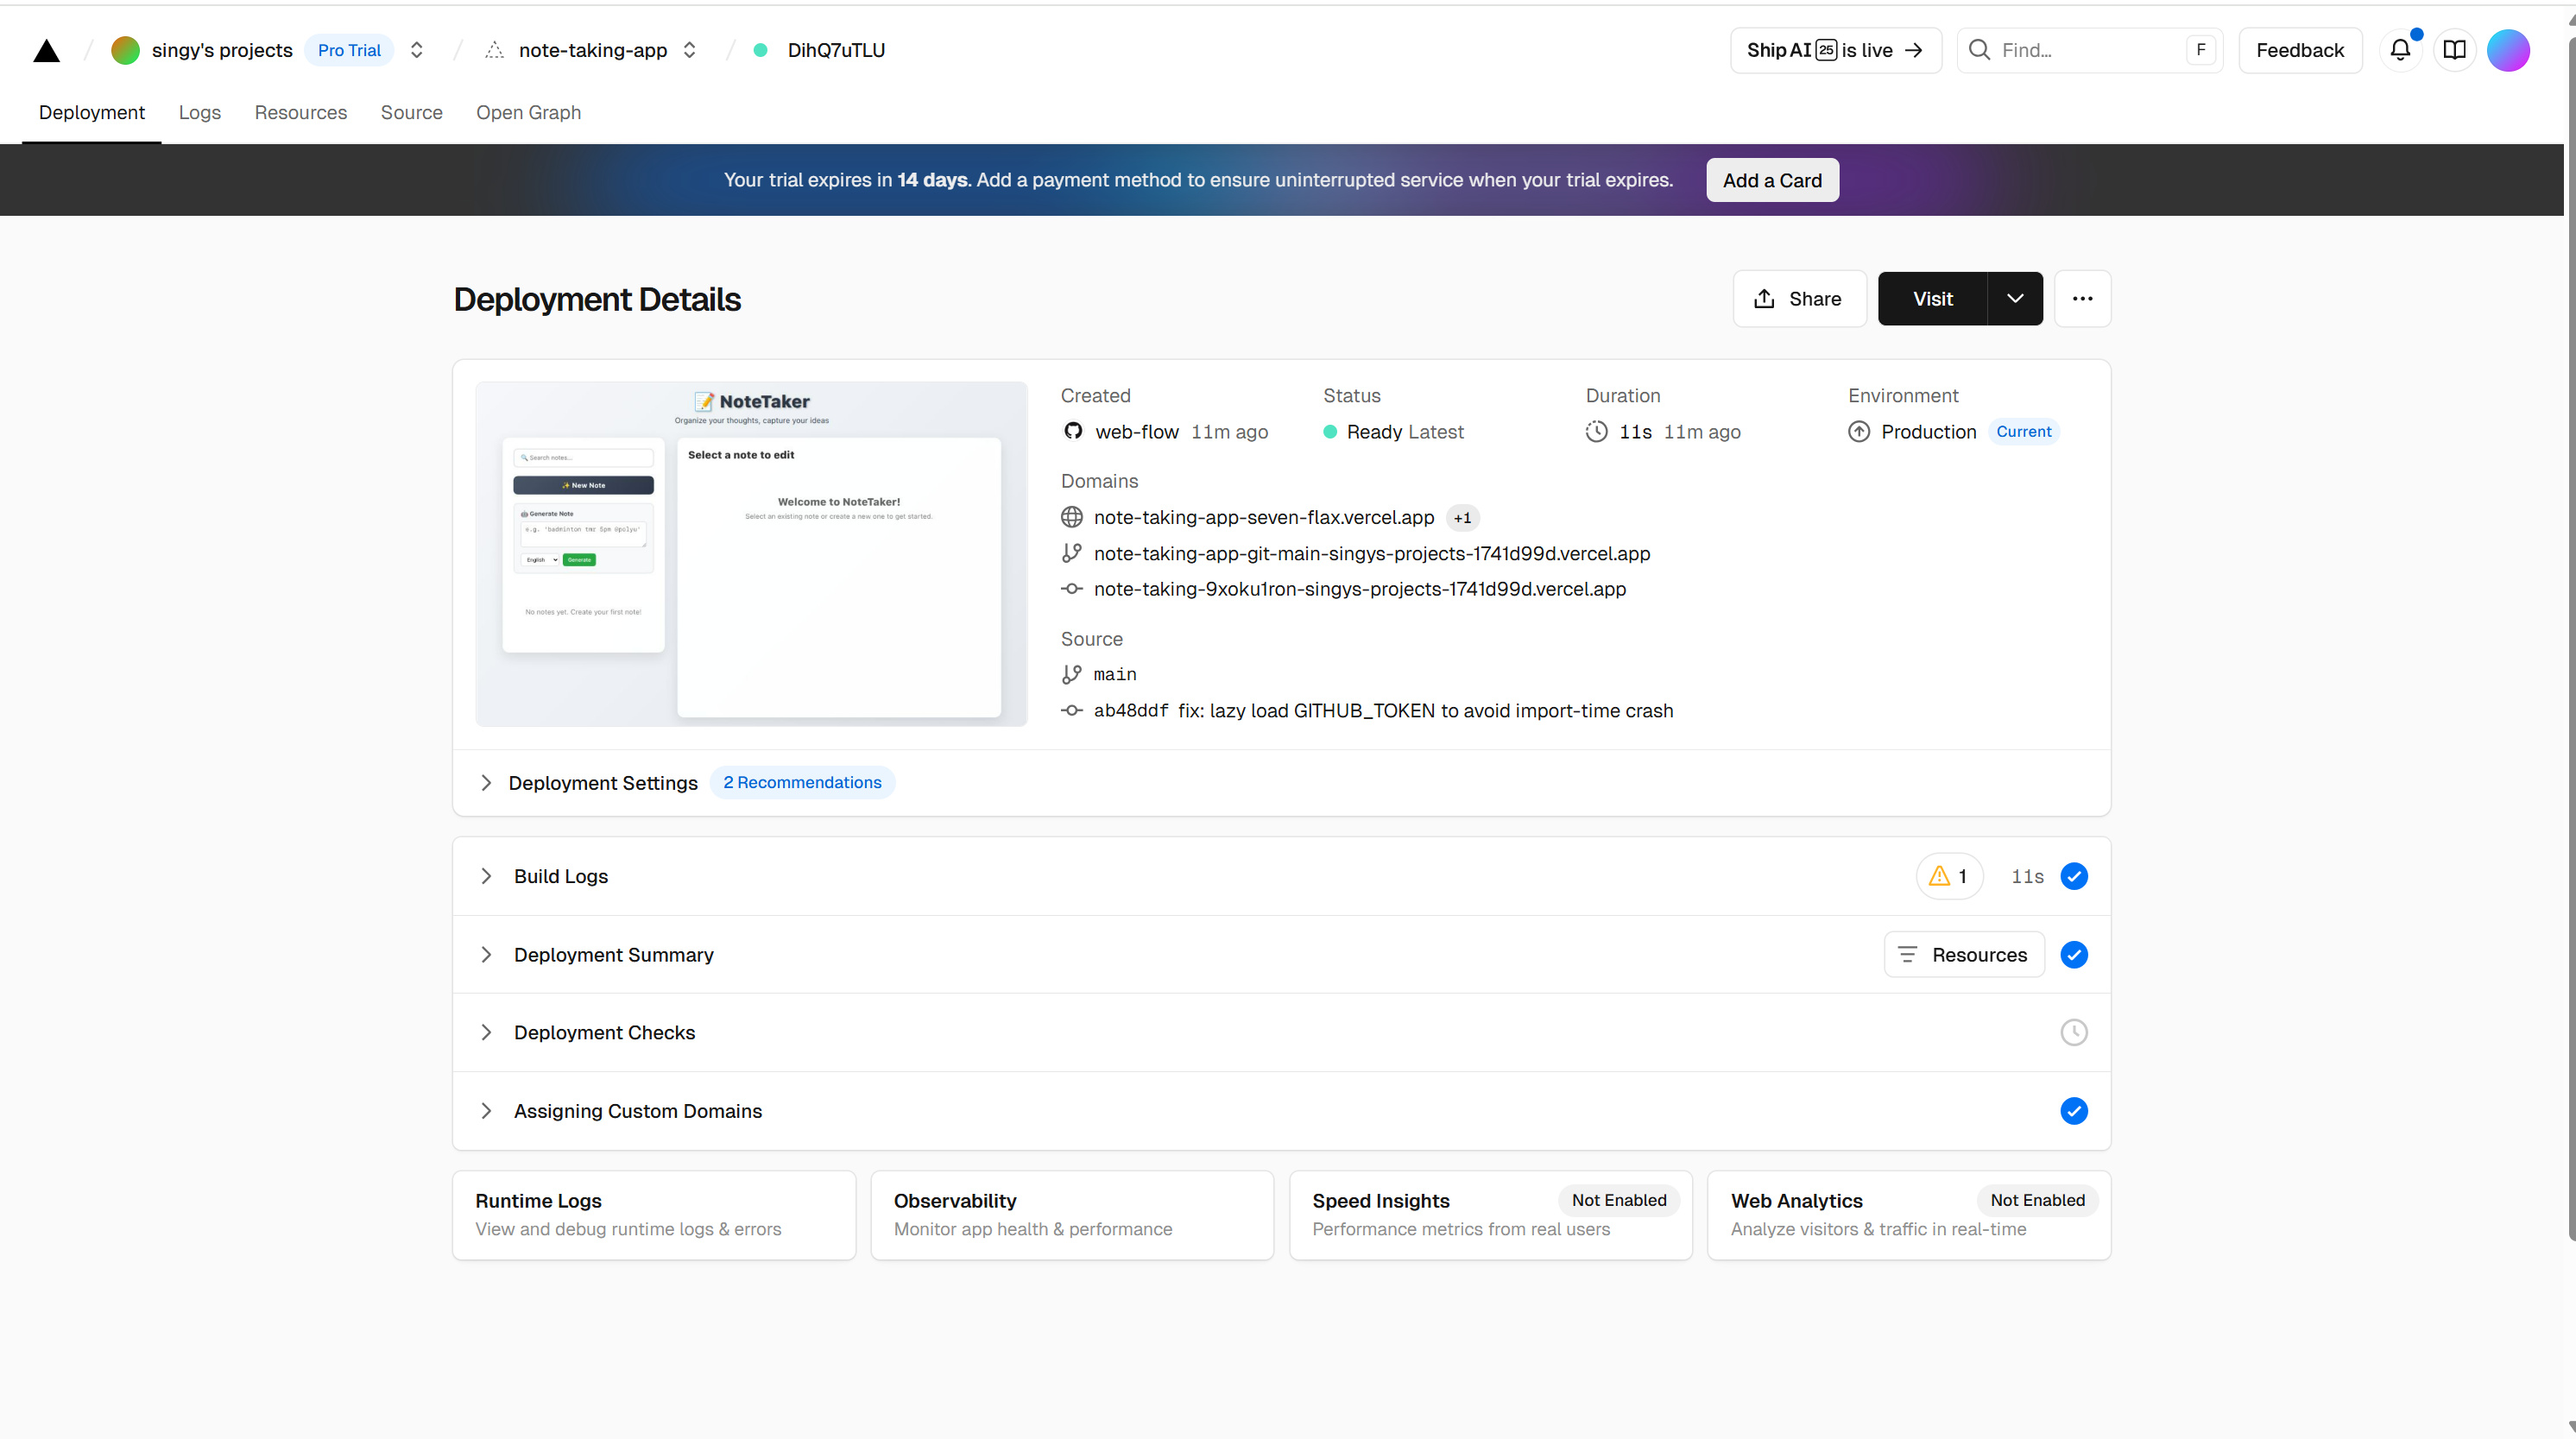 singy's projects Pro Trial / note-taking-app / DihQ7uTLU
Ship AI 25 is live → Find... F Feedback
Deployment Logs Resources Source Open Graph
Your trial expires in 14 days. Add a payment method to ensure uninterrupted service when your trial expires. Add a Card
Deployment Details
Share Visit
📝 NoteTaker
Organize your thoughts, capture your ideas
🔍 Search notes...
✨ New Note
🤖 Generate Note
e.g. 'badminton tmr 5pm @polyu'
English Generate
No notes yet. Create your first note!
Select a note to edit
Welcome to NoteTaker!
Select an existing note or create a new one to get started.
Created Status Duration Environment
web-flow 11m ago Ready Latest 11s 11m ago Production Current
Domains
note-taking-app-seven-flax.vercel.app +1
note-taking-app-git-main-singys-projects-1741d99d.vercel.app
note-taking-9xoku1ron-singys-projects-1741d99d.vercel.app
Source
main
ab48ddf fix: lazy load GITHUB_TOKEN to avoid import-time crash
Deployment Settings 2 Recommendations
Build Logs 1 11s
Deployment Summary Resources
Deployment Checks
Assigning Custom Domains
Runtime Logs
View and debug runtime logs & errors
Observability
Monitor app health & performance
Speed Insights Not Enabled
Performance metrics from real users
Web Analytics Not Enabled
Analyze visitors & traffic in real-time